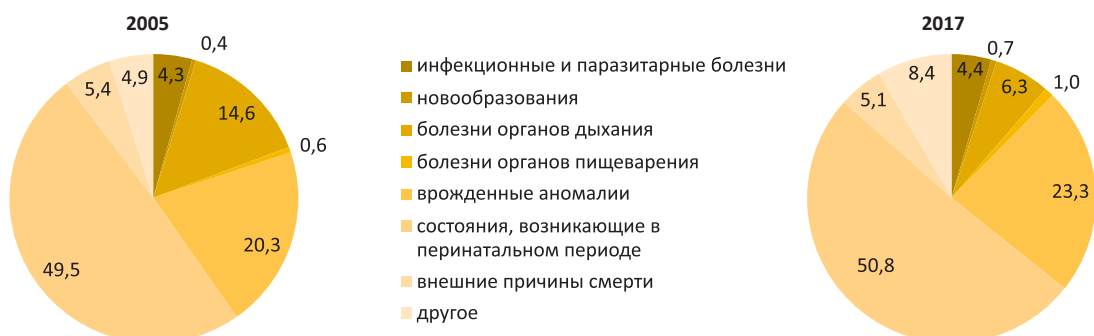 2005
4,3
0,4
14,6
0,6
20,3
49,5
5,4
4,9
инфекционные и паразитарные болезни
новообразования
болезни органов дыхания
болезни органов пищеварения
врожденные аномалии
состояния, возникающие в
перинатальном периоде
внешние причины смерти
другое
2017
4,4
0,7
6,3
1,0
23,3
50,8
5,1
8,4